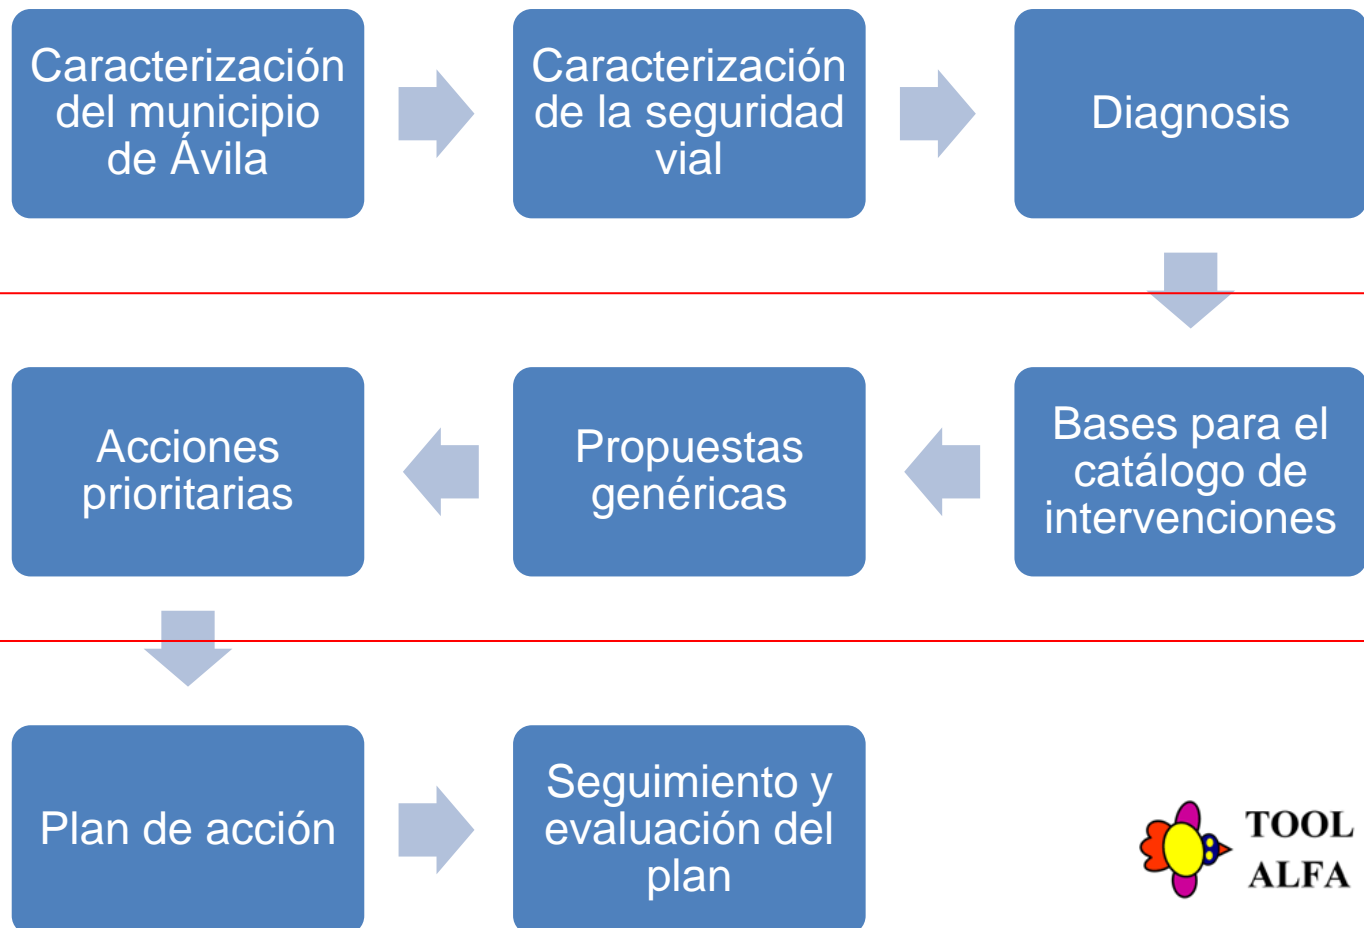 Caracterización
del municipio
de Ávila
Caracterización
de la seguridad
vial
Diagnosis
Bases para el
catálogo de
intervenciones
Propuestas
genéricas
Acciones
prioritarias
Plan de acción
Seguimiento y
evaluación del
plan
TOOL
ALFA